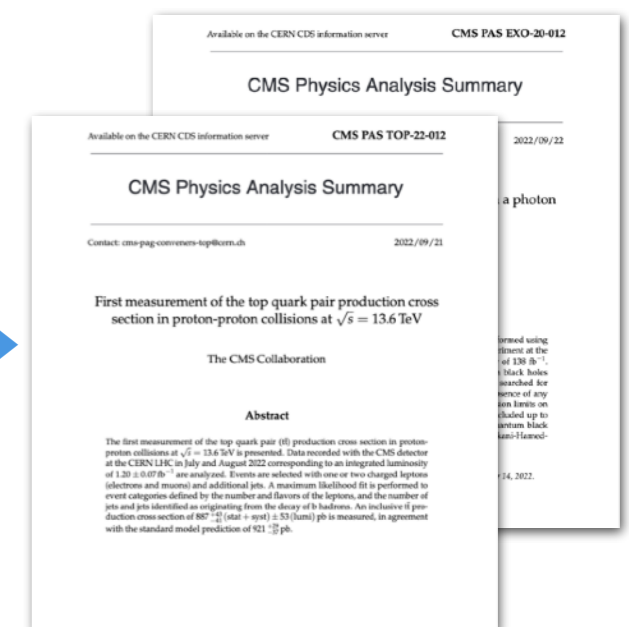 Available on the CERN CDS information server CMS PAS EXO-20-012
CMS Physics Analysis Summary
2022/09/22
a photon
ormed using
riment at the
of 138 fb⁻¹.
black holes
searched for
sence of any
ion limits on
cluded up to
antum black
kani-Hamed-
14, 2022.
Available on the CERN CDS information server CMS PAS TOP-22-012
CMS Physics Analysis Summary
Contact: cms-pag-conveners-top@cern.ch 2022/09/21
First measurement of the top quark pair production cross
section in proton-proton collisions at √s = 13.6 TeV
The CMS Collaboration
Abstract
The first measurement of the top quark pair (tt̄) production cross section in proton-
proton collisions at √s = 13.6 TeV is presented. Data recorded with the CMS detector
at the CERN LHC in July and August 2022 corresponding to an integrated luminosity
of 1.20 ± 0.07 fb⁻¹ are analyzed. Events are selected with one or two charged leptons
(electrons and muons) and additional jets. A maximum likelihood fit is performed to
event categories defined by the number and flavors of the leptons, and the number of
jets and jets identified as originating from the decay of b hadrons. An inclusive tt̄ pro-
duction cross section of 887 (stat + syst) ± 53 (lumi) pb is measured, in agreement
with the standard model prediction of 921 pb.